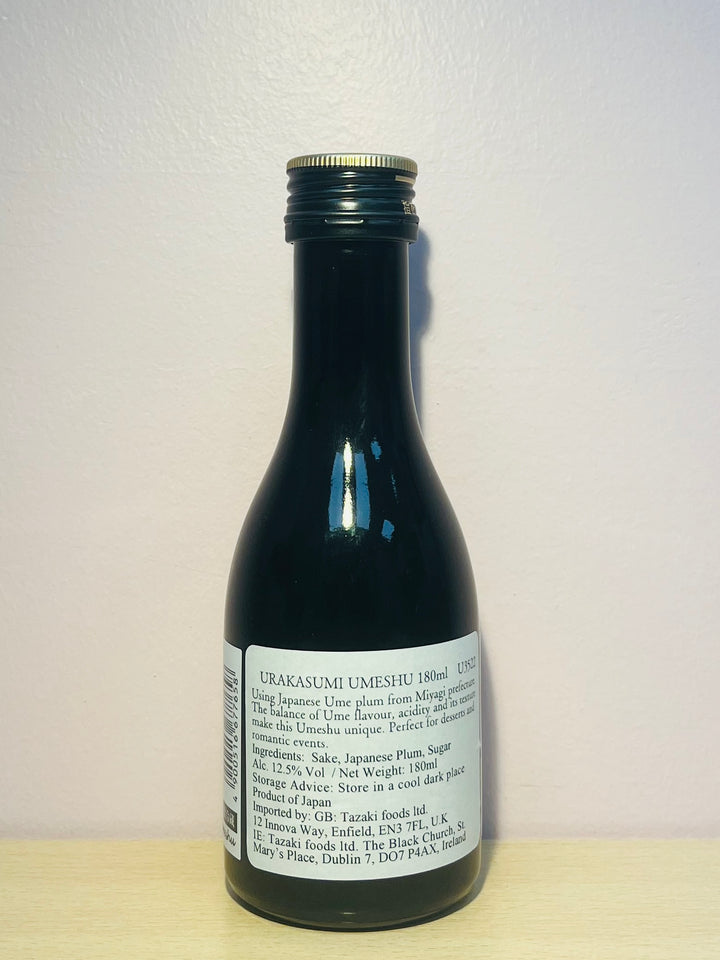 URAKASUMI UMESHU 180ml U3522
Using Japanese Ume plum from Miyagi prefecture.
The balance of Ume flavour, acidity and its texture
make this Umeshu unique. Perfect for desserts and
romantic events.
Ingredients: Sake, Japanese Plum, Sugar
Alc. 12.5% Vol / Net Weight: 180ml
Storage Advice: Store in a cool dark place
Product of Japan
Imported by: GB: Tazaki foods ltd.
12 Innova Way, Enfield, EN3 7FL, U.K
IE: Tazaki foods ltd. The Black Church, St.
Mary's Place, Dublin 7, DO7 P4AX, Ireland
4 900516 677658